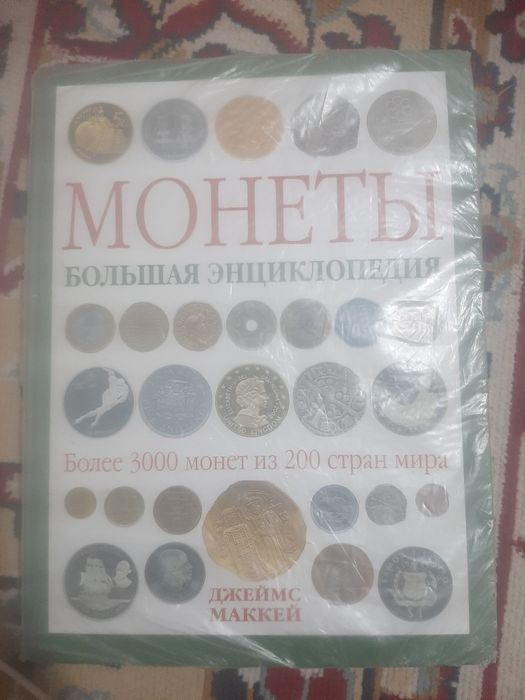 МОНЕТЫ
БОЛЬШАЯ ЭНЦИКЛОПЕДИЯ
Более 3000 монет из 200 стран мира
ДЖЕЙМС
МАККЕЙ